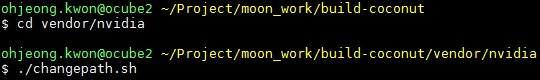 ohjeong.kwon@ocube2 ~/Project/moon_work/build-coconut
$ cd vendor/nvidia
ohjeong.kwon@ocube2 ~/Project/moon_work/build-coconut/vendor/nvidia
$ ./changepath.sh